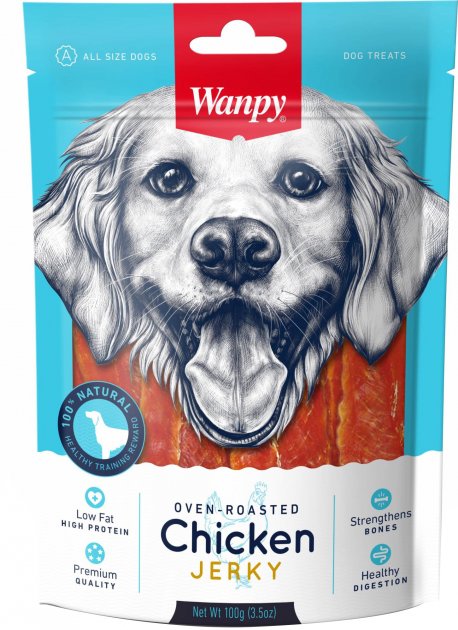 ALL SIZE DOGS
DOG TREATS
Wanpy®
100% NATURAL
HEALTHY TRAINING REWARD
Low Fat
HIGH PROTEIN
Premium
QUALITY
OVEN-ROASTED
Chicken
JERKY
Strengthens
BONES
Healthy
DIGESTION
Net Wt 100g (3.5oz)